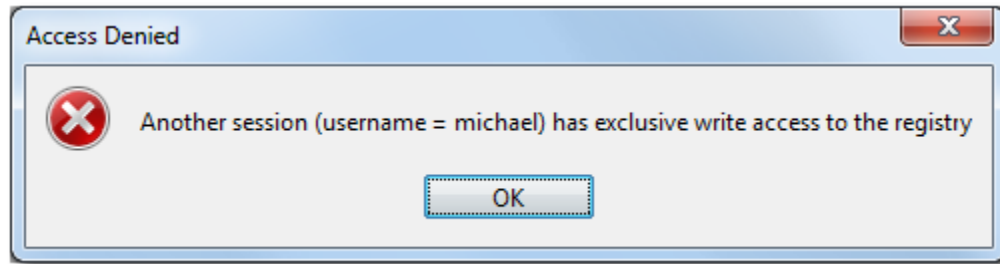 Access Denied
Another session (username = michael) has exclusive write access to the registry
OK